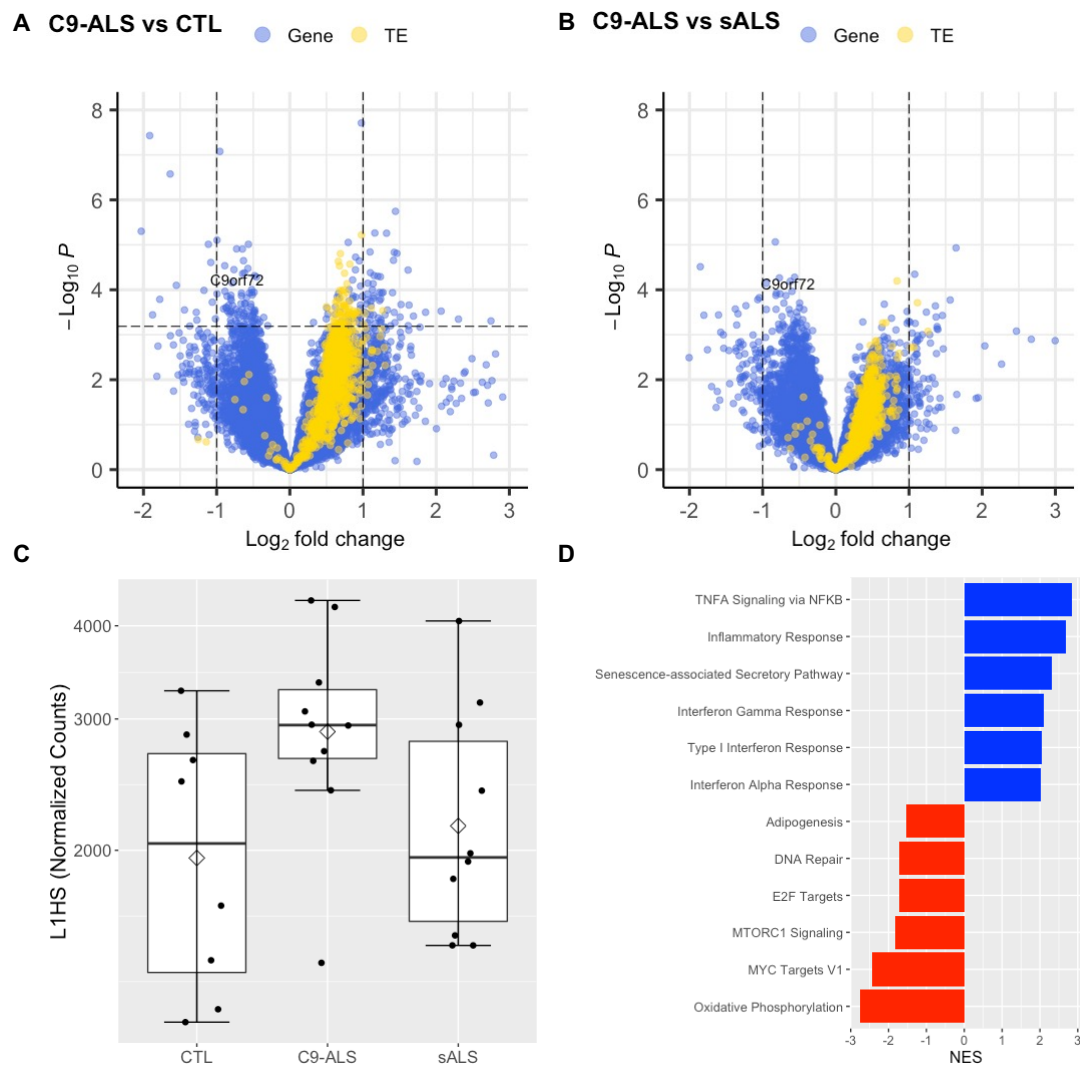 A C9-ALS vs CTL Gene TE
8
6
4
2
0
C9orf72
-2 -1 0 1 2 3
Log2 fold change
−Log10 P
B C9-ALS vs sALS Gene TE
8
6
4
2
0
C9orf72
-2 -1 0 1 2 3
Log2 fold change
−Log10 P
C
L1HS (Normalized Counts)
4000
3000
2000
CTL C9-ALS sALS
D
TNFA Signaling via NFKB
Inflammatory Response
Senescence-associated Secretory Pathway
Interferon Gamma Response
Type I Interferon Response
Interferon Alpha Response
Adipogenesis
DNA Repair
E2F Targets
MTORC1 Signaling
MYC Targets V1
Oxidative Phosphorylation
-3 -2 -1 0 1 2 3
NES